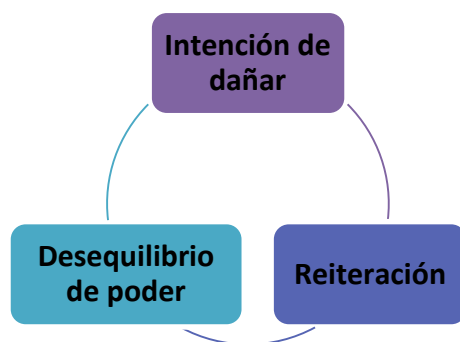 Intención de
dañar
Desequilibrio
de poder
Reiteración